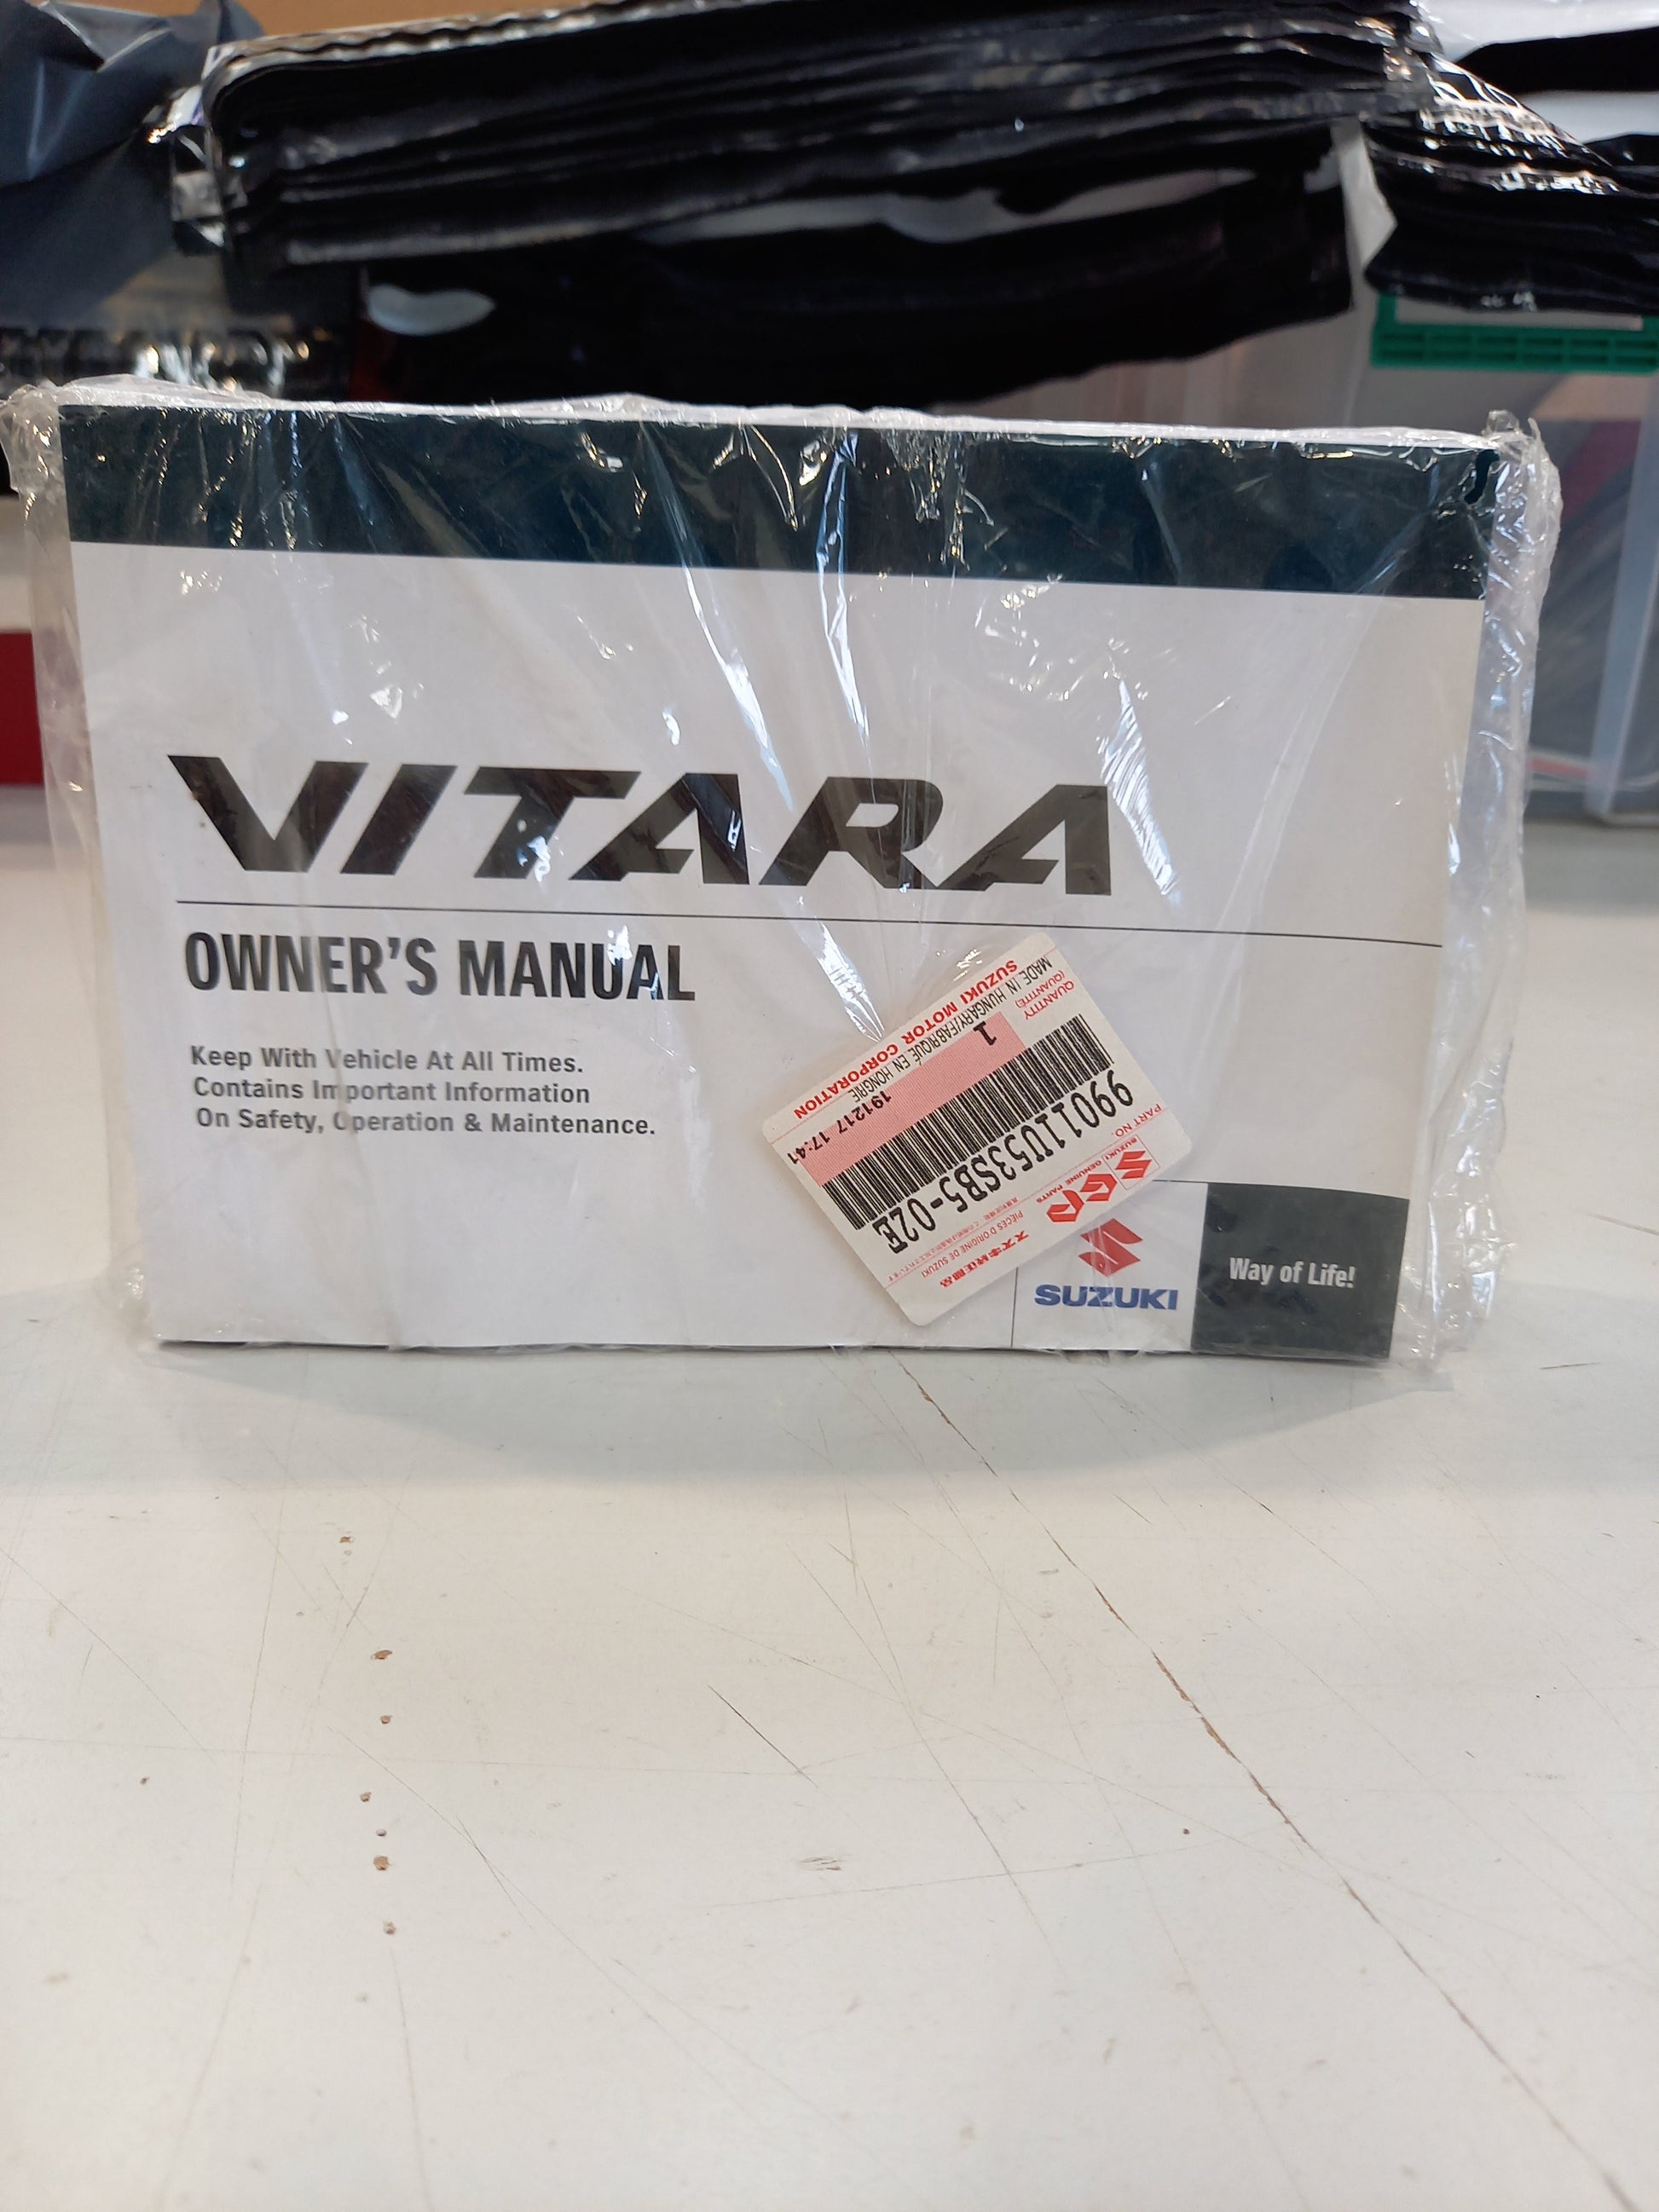 VITARA
OWNER'S MANUAL
Keep With Vehicle At All Times.
Contains Important Information
On Safety, Operation & Maintenance.
SUZUKI GENUINE PARTS
SGP
PIÈCES D'ORIGINE DE SUZUKI
PART NO.
99011U53SB5-02E
QUANTITY
(QUANTITÉ)
1
191217 17:41
MADE IN HUNGARY/FABRIQUÉ EN HONGRIE
SUZUKI MOTOR CORPORATION
SUZUKI
Way of Life!